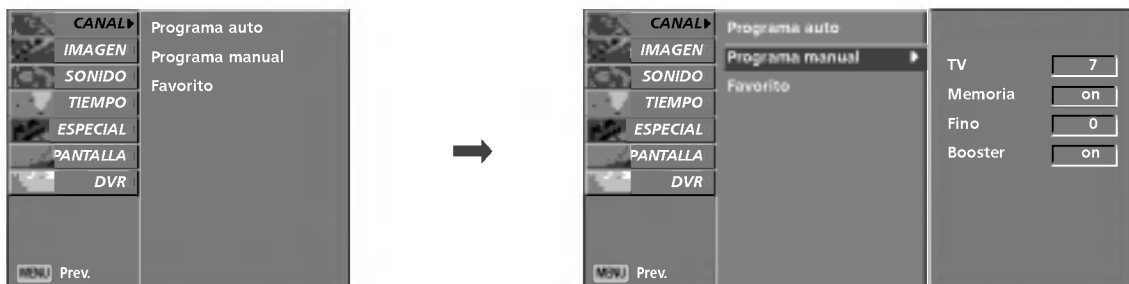 CANAL
IMAGEN
SONIDO
TIEMPO
ESPECIAL
PANTALLA
DVR
Programa auto
Programa manual
Favorito
MENU Prev.
CANAL
IMAGEN
SONIDO
TIEMPO
ESPECIAL
PANTALLA
DVR
Programa auto
Programa manual
Favorito
TV 7
Memoria on
Fino 0
Booster on
MENU Prev.